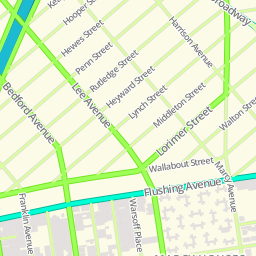 Broadway
Hooper Street
Hewes Street
Harrison Avenue
Penn Street
Rutledge Street
Heyward Street
Lee Avenue
Lynch Street
Middleton Street
Bedford Avenue
Lorimer Street
Walton
Wallabout Street
Marcy Avenue
Flushing Avenue
Franklin Avenue
Warsoff Place